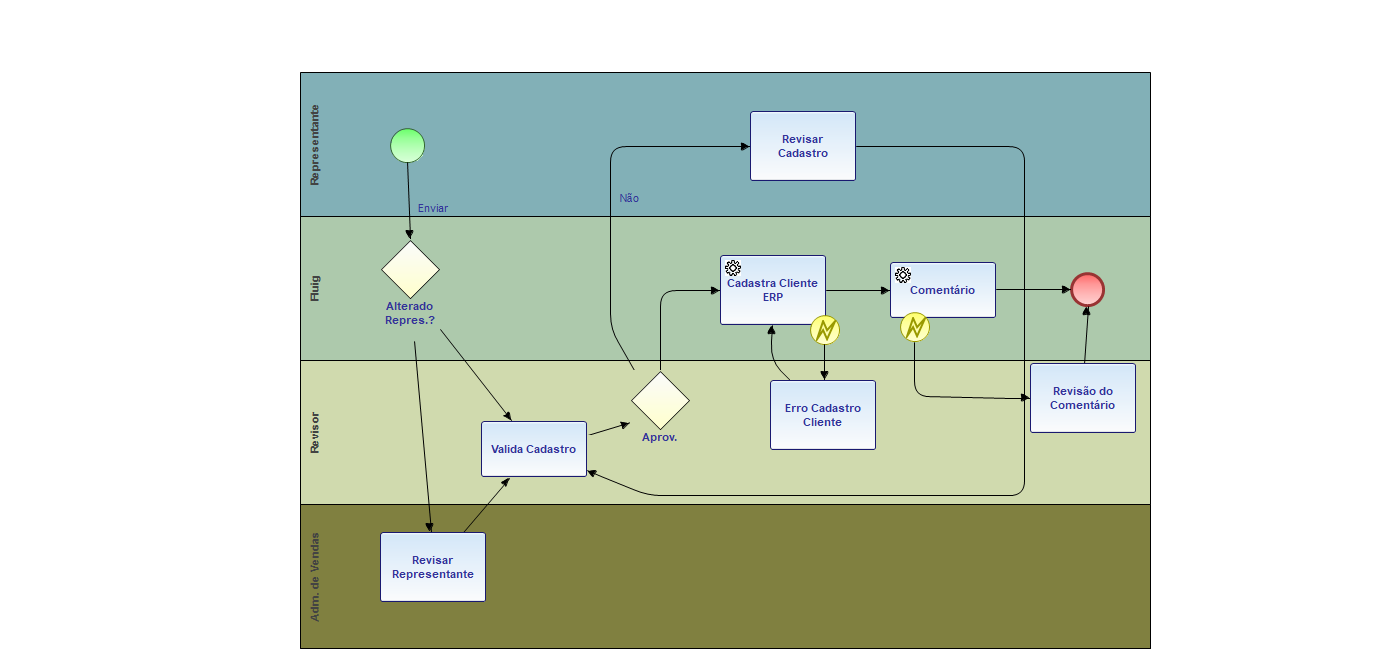 Representante
Enviar
Não
Revisar
Cadastro
Fluig
Alterado
Repres.?
Cadastra Cliente
ERP
Comentário
Revisor
Valida Cadastro
Aprov.
Erro Cadastro
Cliente
Revisão do
Comentário
Adm. de Vendas
Revisar
Representante